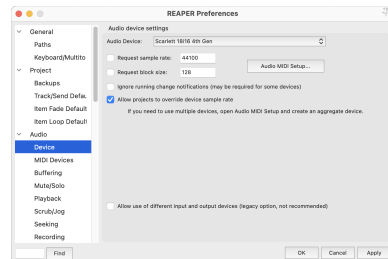 REAPER Preferences
General
Paths
Keyboard/Multito
Project
Backups
Track/Send Defau
Item Fade Default
Item Loop Default
Audio
Device
MIDI Devices
Buffering
Mute/Solo
Playback
Scrub/Jog
Seeking
Recording
Find
Audio device settings
Audio Device: Scarlett 18i16 4th Gen
Request sample rate: 44100
Request block size: 128
Audio MIDI Setup...
Ignore running change notifications (may be required for some devices)
Allow projects to override device sample rate
If you need to use multiple devices, open Audio MIDI Setup and create an aggregate device.
Allow use of different input and output devices (legacy option, not recommended)
OK Cancel Apply